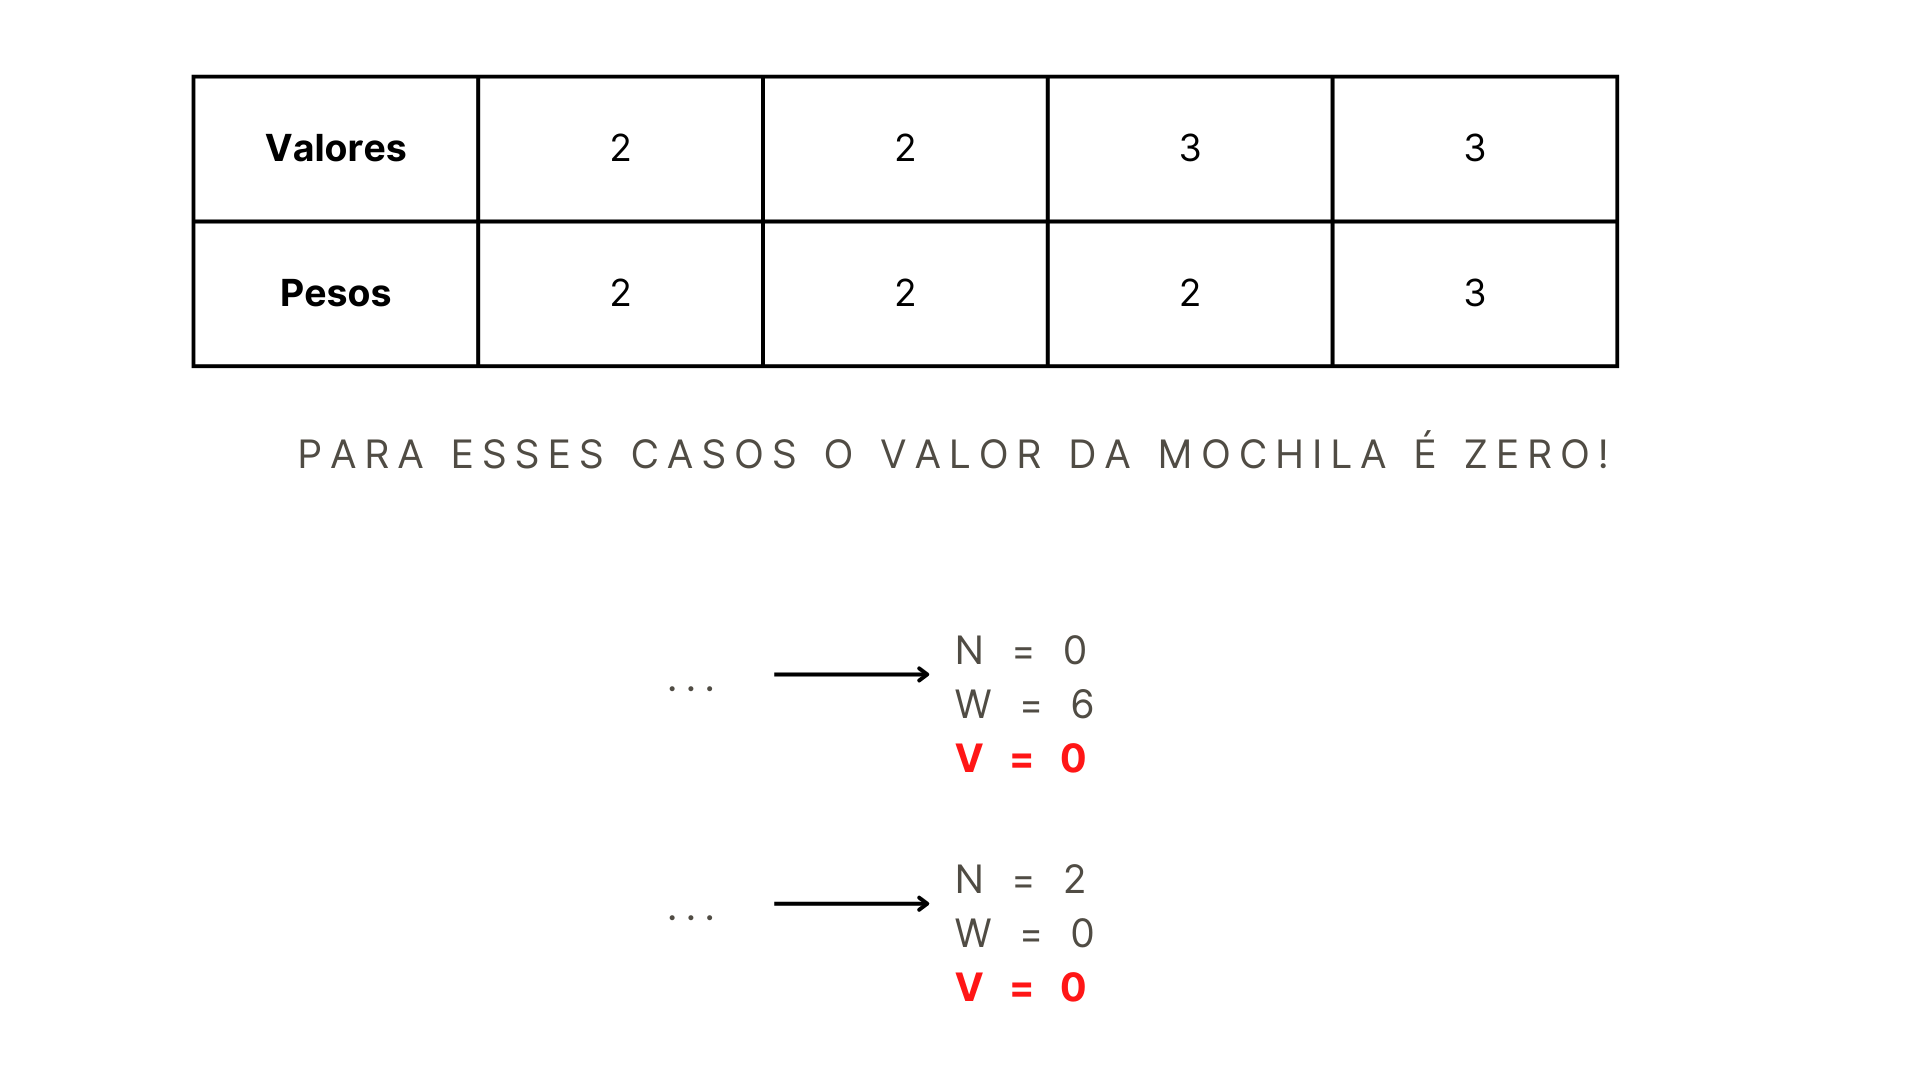 Valores 2 2 3 3
Pesos 2 2 2 3
PARA ESSES CASOS O VALOR DA MOCHILA É ZERO!
N = 0
... W = 6
V = 0
N = 2
... W = 0
V = 0